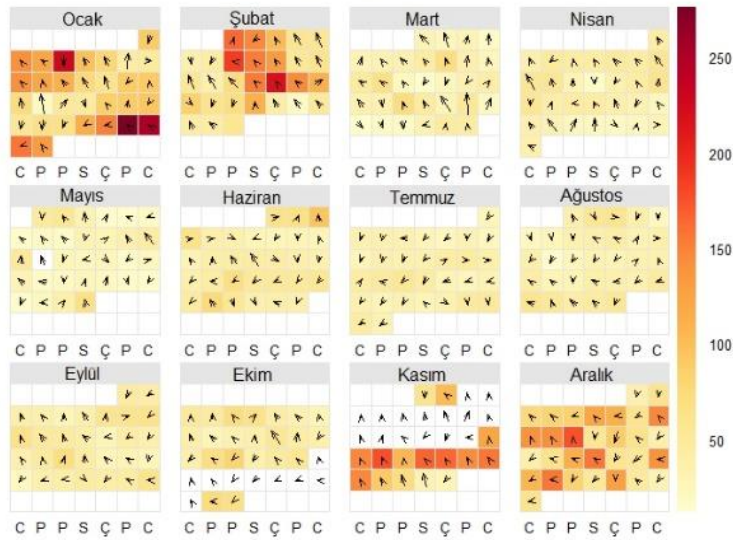 Ocak Şubat Mart Nisan
250
200
C P P S Ç P C C P P S Ç P C C P P S Ç P C C P P S Ç P C
Mayıs Haziran Temmuz Ağustos
150
100
C P P S Ç P C C P P S Ç P C C P P S Ç P C C P P S Ç P C
Eylül Ekim Kasım Aralık
50
C P P S Ç P C C P P S Ç P C C P P S Ç P C C P P S Ç P C